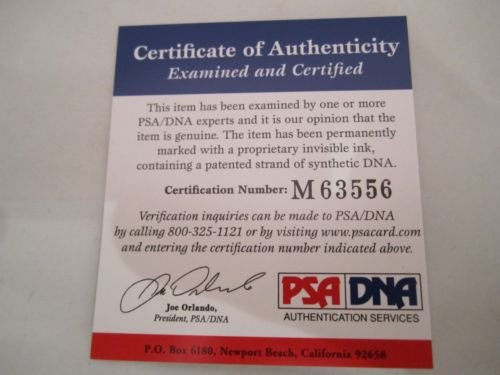 Certificate of Authenticity
Examined and Certified
This item has been examined by one or more
PSA/DNA experts and it is our opinion that the
item is genuine. The item has been permanently
marked with a proprietary invisible ink,
containing a patented strand of synthetic DNA.
Certification Number: M 63556
Verification inquiries can be made to PSA/DNA
by calling 800-325-1121 or by visiting www.psacard.com
and entering the certification number indicated above.
Joe Orlando,
President, PSA/DNA
PSA DNA
AUTHENTICATION SERVICES
P.O. Box 6180, Newport Beach, California 92658